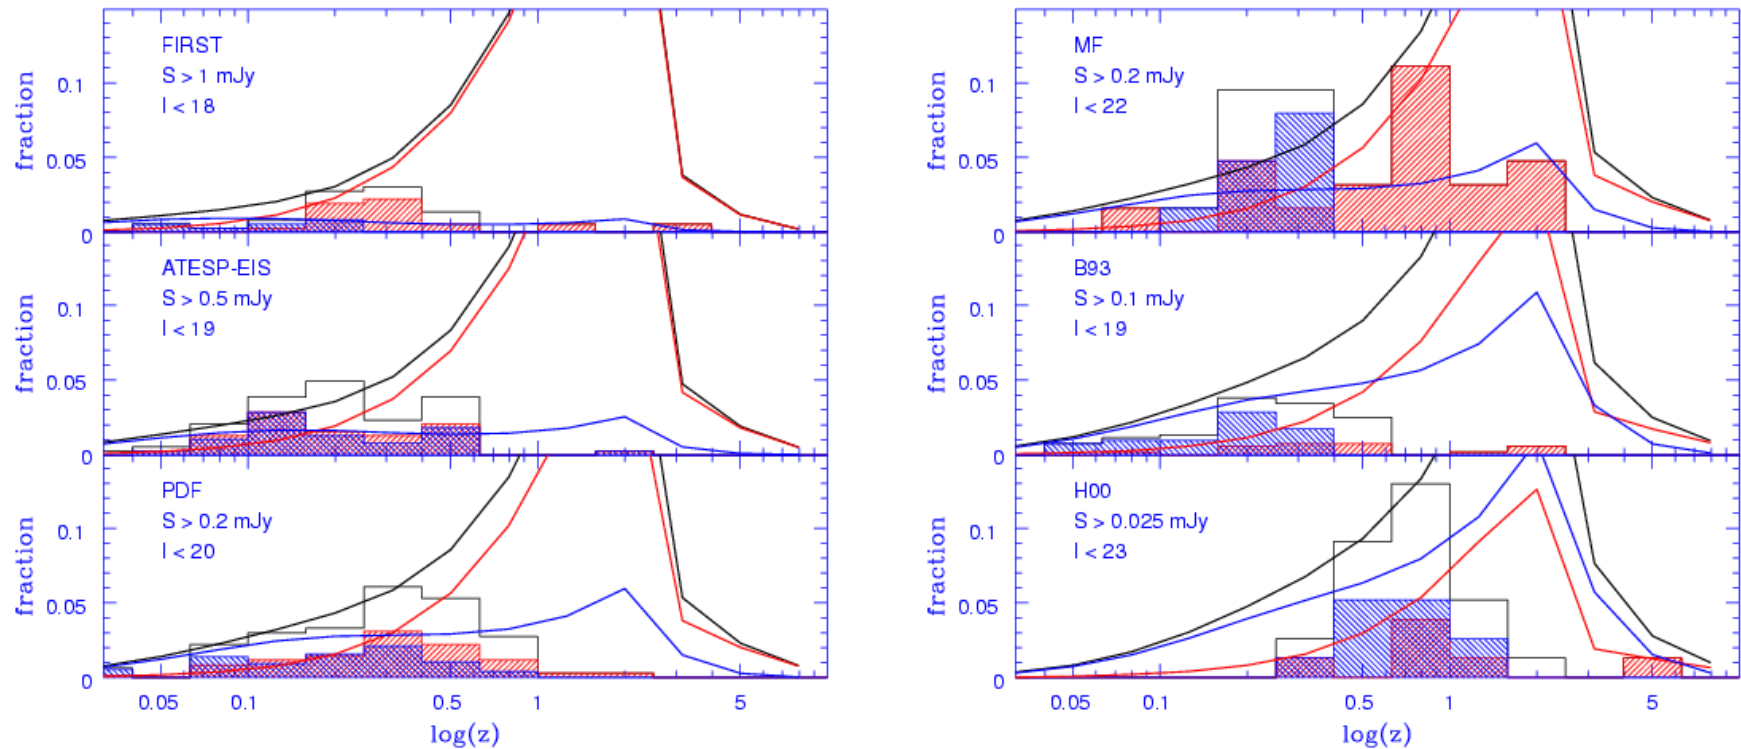 FIRST
S > 1 mJy
I < 18
fraction
0.1
0.05
0
ATESP-EIS
S > 0.5 mJy
I < 19
fraction
0.1
0.05
0
PDF
S > 0.2 mJy
I < 20
fraction
0.1
0.05
0
0.05 0.1 0.5 1 5
log(z)
MF
S > 0.2 mJy
I < 22
fraction
0.1
0.05
0
B93
S > 0.1 mJy
I < 19
fraction
0.1
0.05
0
H00
S > 0.025 mJy
I < 23
fraction
0.1
0.05
0
0.05 0.1 0.5 1 5
log(z)